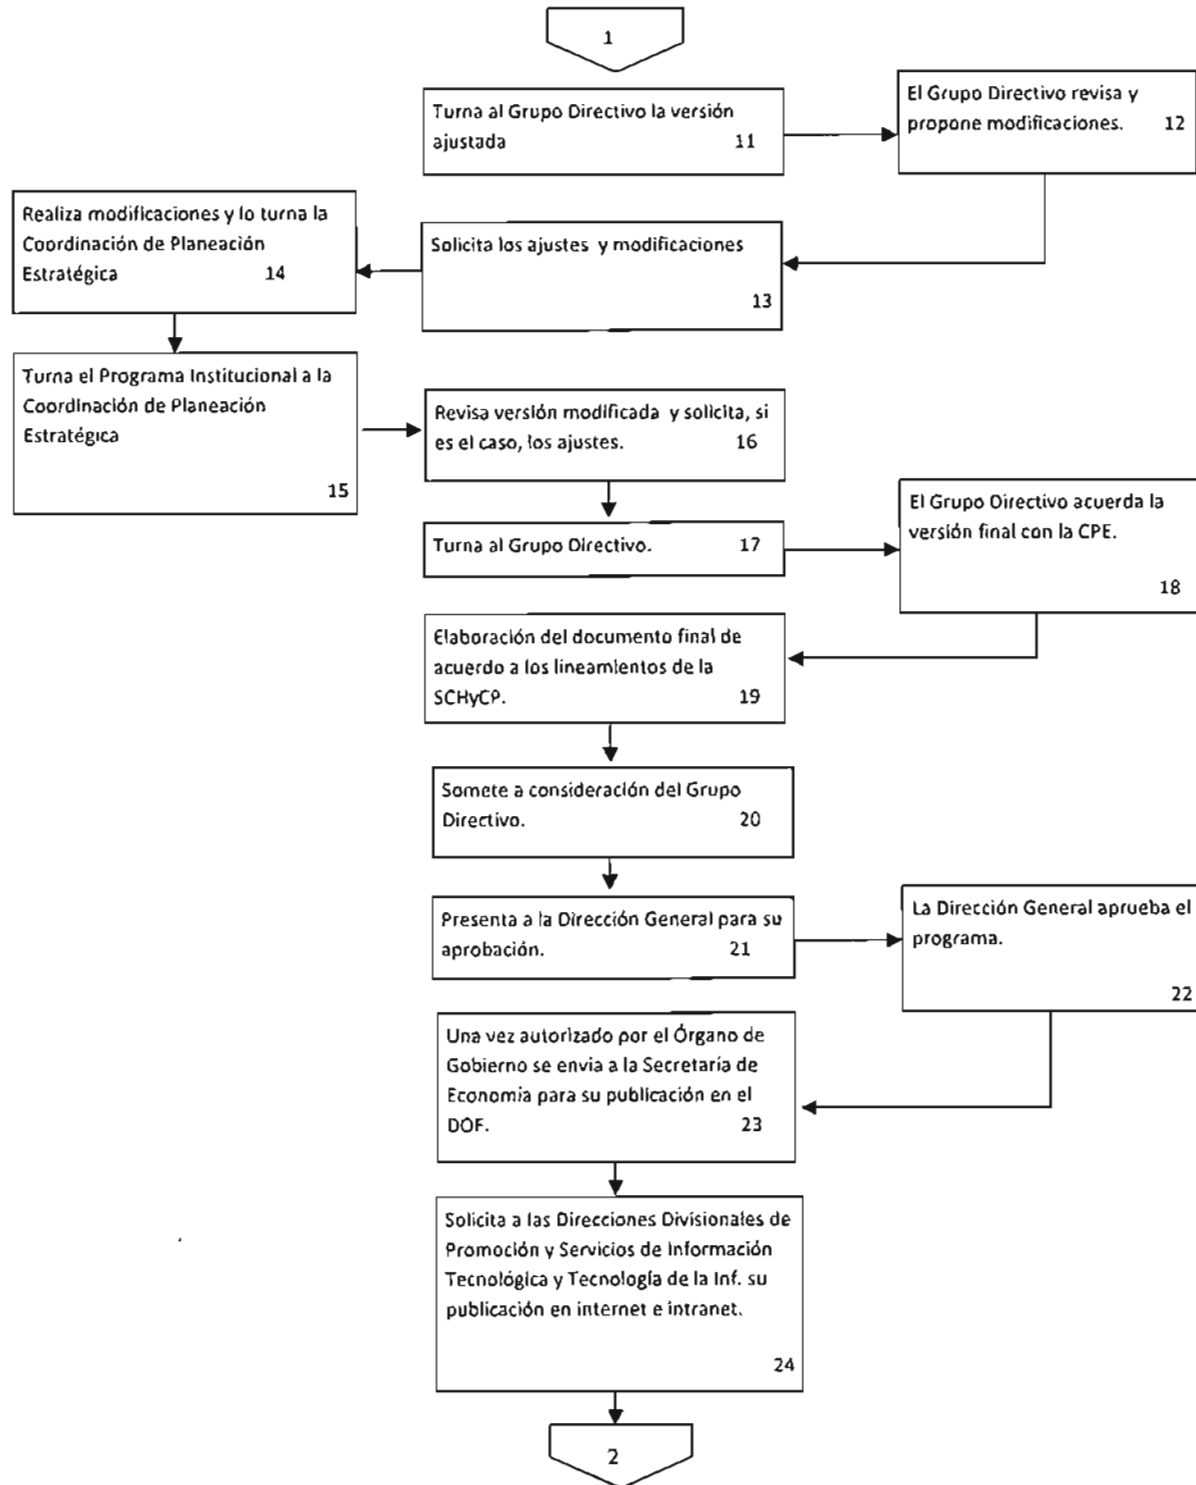 1
Turna al Grupo Directivo la versión
ajustada 11
El Grupo Directivo revisa y
propone modificaciones. 12
Solicita los ajustes y modificaciones
13
Realiza modificaciones y lo turna la
Coordinación de Planeación
Estratégica 14
Turna el Programa Institucional a la
Coordinación de Planeación
Estratégica
15
Revisa versión modificada y solicita, si
es el caso, los ajustes. 16
Turna al Grupo Directivo. 17
El Grupo Directivo acuerda la
versión final con la CPE.
18
Elaboración del documento final de
acuerdo a los lineamientos de la
SCHyCP. 19
Somete a consideración del Grupo
Directivo. 20
Presenta a la Dirección General para su
aprobación. 21
La Dirección General aprueba el
programa.
22
Una vez autorizado por el Órgano de
Gobierno se envia a la Secretaría de
Economía para su publicación en el
DOF. 23
Solicita a las Direcciones Divisionales de
Promoción y Servicios de Información
Tecnológica y Tecnología de la Inf. su
publicación en internet e intranet.
24
2